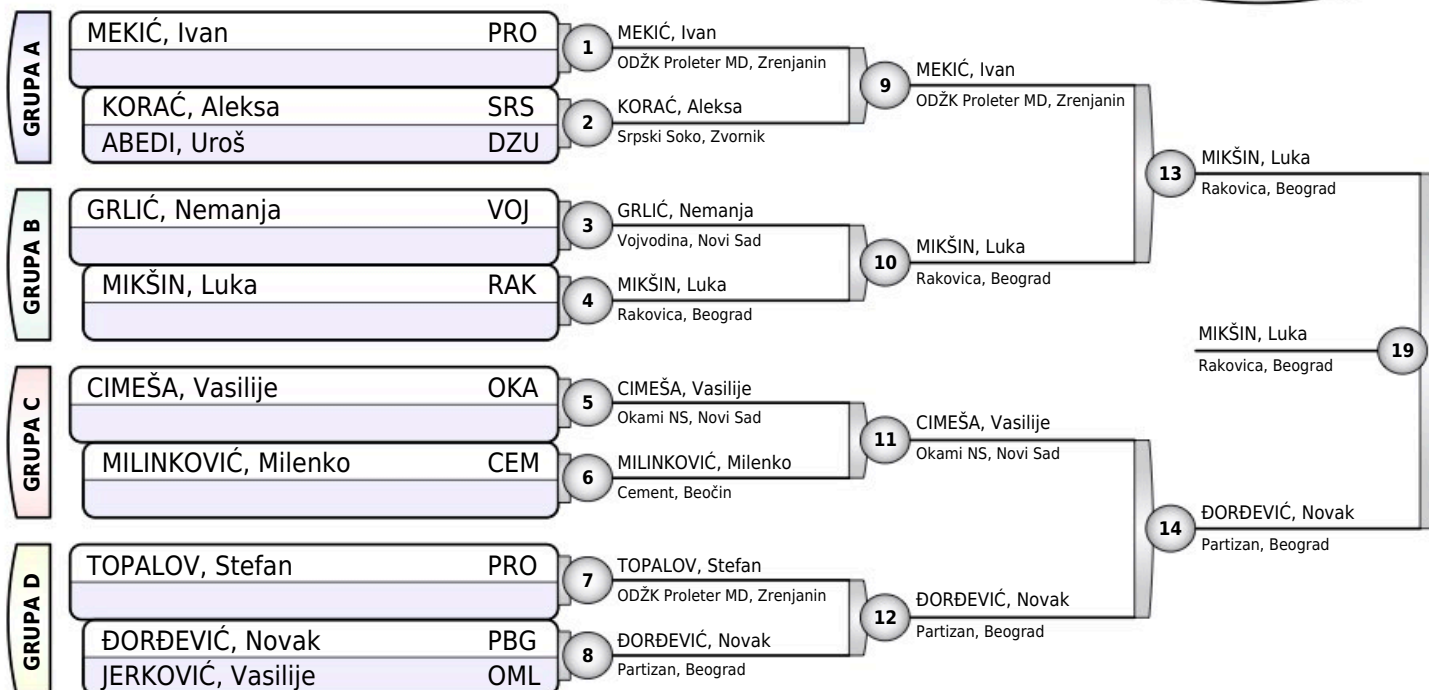 GRUPA A
MEKIĆ, Ivan PRO
KORAĆ, Aleksa SRS
ABEDI, Uroš DZU
GRUPA B
GRLIĆ, Nemanja VOJ
MIKŠIN, Luka RAK
GRUPA C
CIMEŠA, Vasilije OKA
MILINKOVIĆ, Milenko CEM
GRUPA D
TOPALOV, Stefan PRO
ĐORĐEVIĆ, Novak PBG
JERKOVIĆ, Vasilije OML
1
MEKIĆ, Ivan
ODŽK Proleter MD, Zrenjanin
2
KORAĆ, Aleksa
Srpski Soko, Zvornik
3
GRLIĆ, Nemanja
Vojvodina, Novi Sad
4
MIKŠIN, Luka
Rakovica, Beograd
5
CIMEŠA, Vasilije
Okami NS, Novi Sad
6
MILINKOVIĆ, Milenko
Cement, Beočin
7
TOPALOV, Stefan
ODŽK Proleter MD, Zrenjanin
8
ĐORĐEVIĆ, Novak
Partizan, Beograd
9
MEKIĆ, Ivan
ODŽK Proleter MD, Zrenjanin
10
MIKŠIN, Luka
Rakovica, Beograd
11
CIMEŠA, Vasilije
Okami NS, Novi Sad
12
ĐORĐEVIĆ, Novak
Partizan, Beograd
13
MIKŠIN, Luka
Rakovica, Beograd
14
ĐORĐEVIĆ, Novak
Partizan, Beograd
MIKŠIN, Luka
Rakovica, Beograd
19